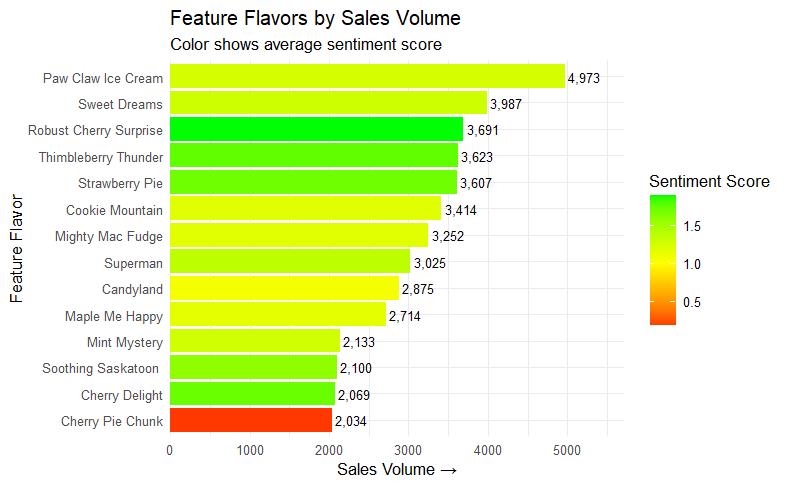 Feature Flavors by Sales Volume
Color shows average sentiment score
Feature Flavor
Paw Claw Ice Cream 4,973
Sweet Dreams 3,987
Robust Cherry Surprise 3,691
Thimbleberry Thunder 3,623
Strawberry Pie 3,607
Cookie Mountain 3,414
Mighty Mac Fudge 3,252
Superman 3,025
Candyland 2,875
Maple Me Happy 2,714
Mint Mystery 2,133
Soothing Saskatoon 2,100
Cherry Delight 2,069
Cherry Pie Chunk 2,034
0 1000 2000 3000 4000 5000
Sales Volume →
Sentiment Score
1.5
1.0
0.5